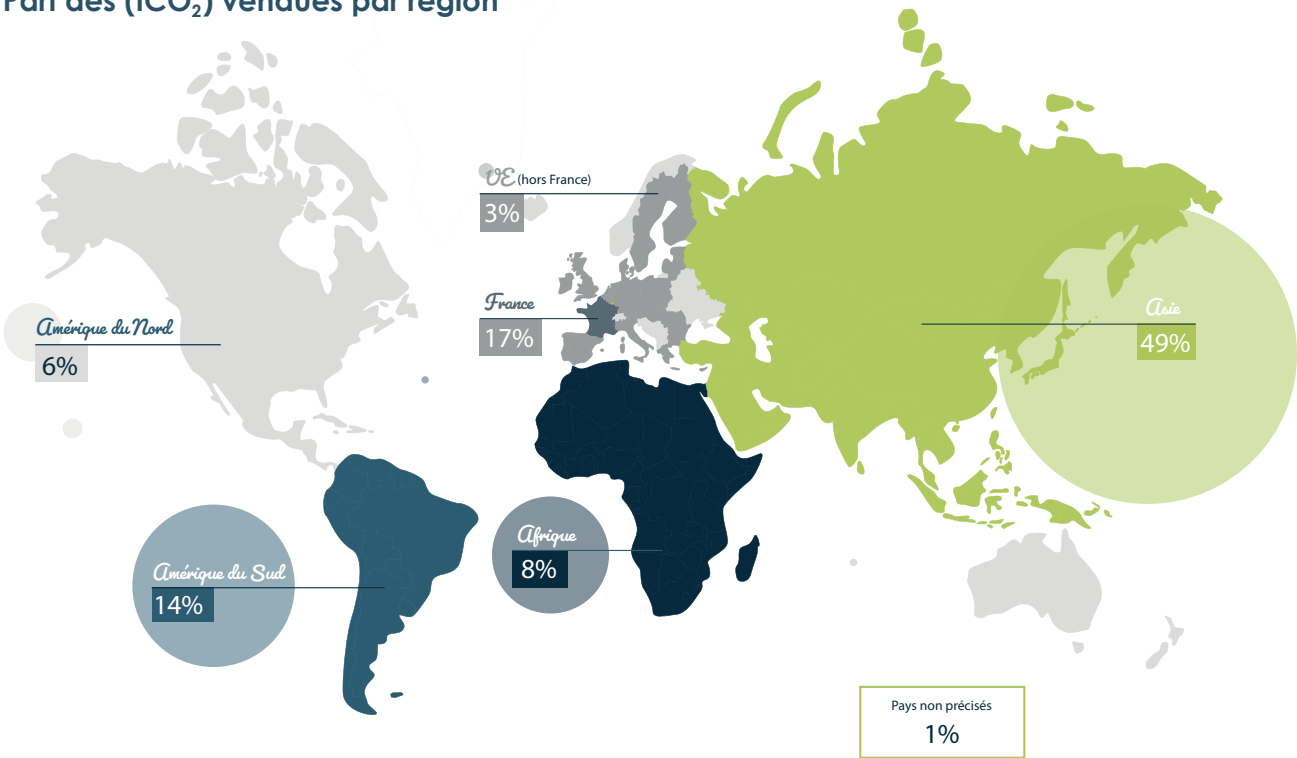 Part des (tCO₂) vendues par région
UE (hors France)
3%
France
17%
Amérique du Nord
6%
Asie
49%
Afrique
8%
Amérique du Sud
14%
Pays non précisés
1%